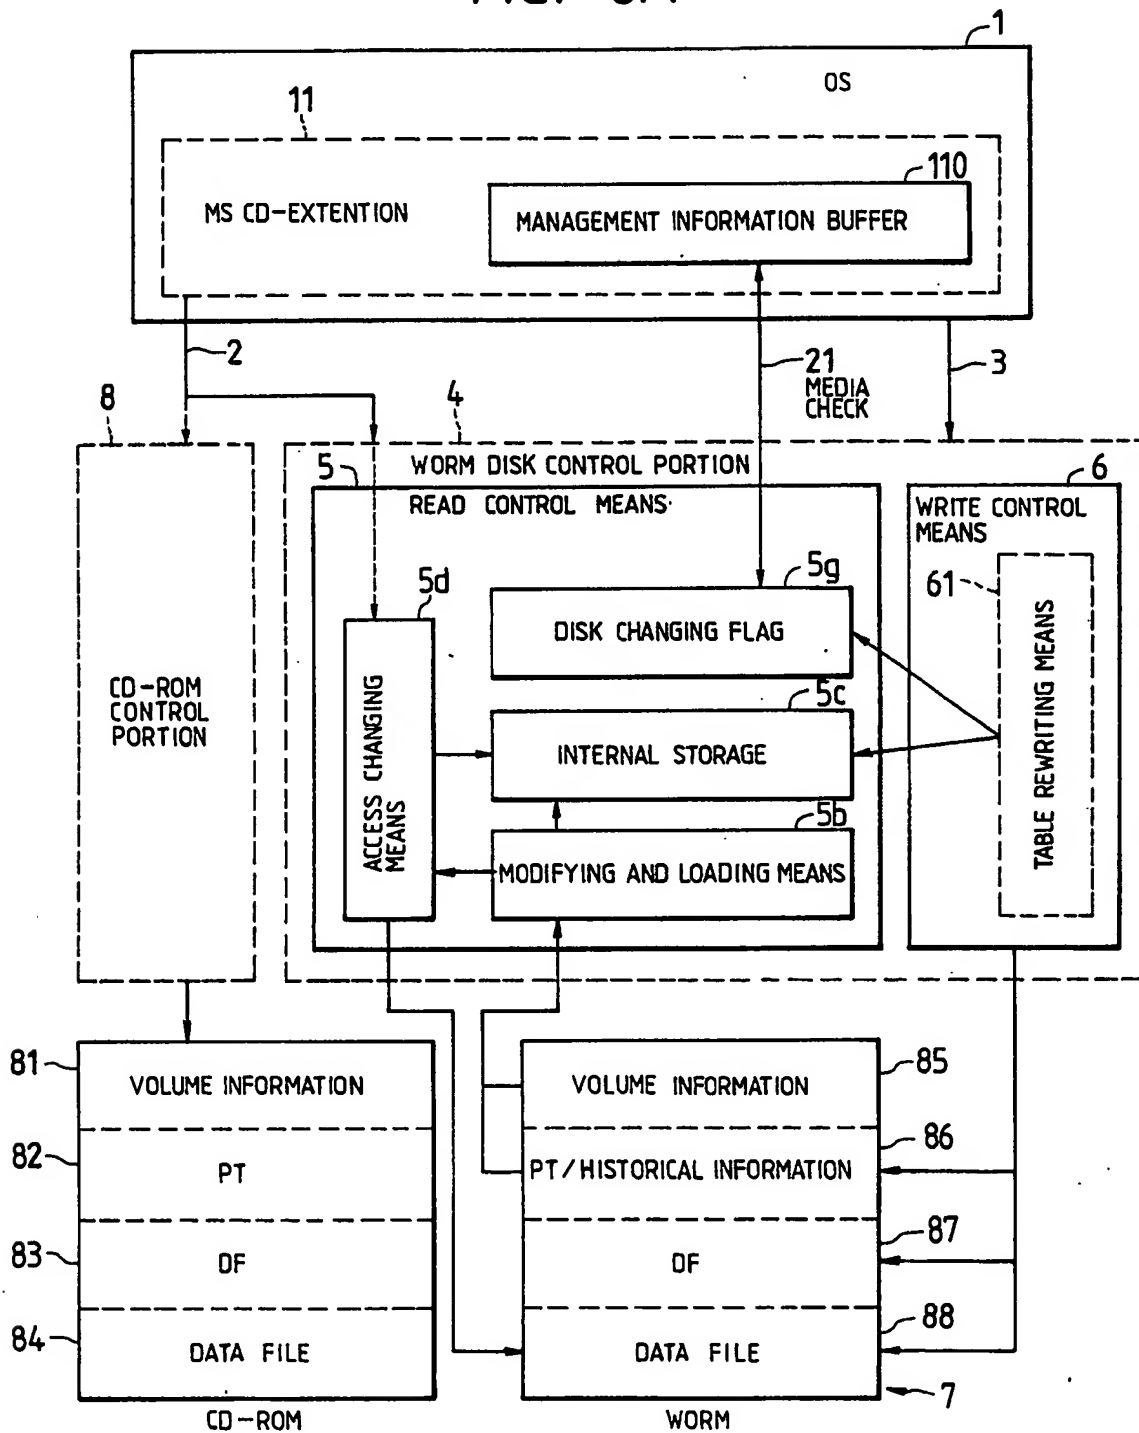 1
OS
11
110
MS CD-EXTENTION
MANAGEMENT INFORMATION BUFFER
2
21
MEDIA
CHECK
3
8
4
WORM DISK CONTROL PORTION
5
READ CONTROL MEANS
6
WRITE CONTROL
MEANS
5d
5g
61
DISK CHANGING FLAG
CD-ROM
CONTROL
PORTION
ACCESS CHANGING
MEANS
5c
INTERNAL STORAGE
TABLE REWRITING MEANS
5b
MODIFYING AND LOADING MEANS
81
VOLUME INFORMATION
VOLUME INFORMATION
85
82
PT
PT/HISTORICAL INFORMATION
86
83
DF
DF
87
84
DATA FILE
DATA FILE
88
7
CD-ROM
WORM